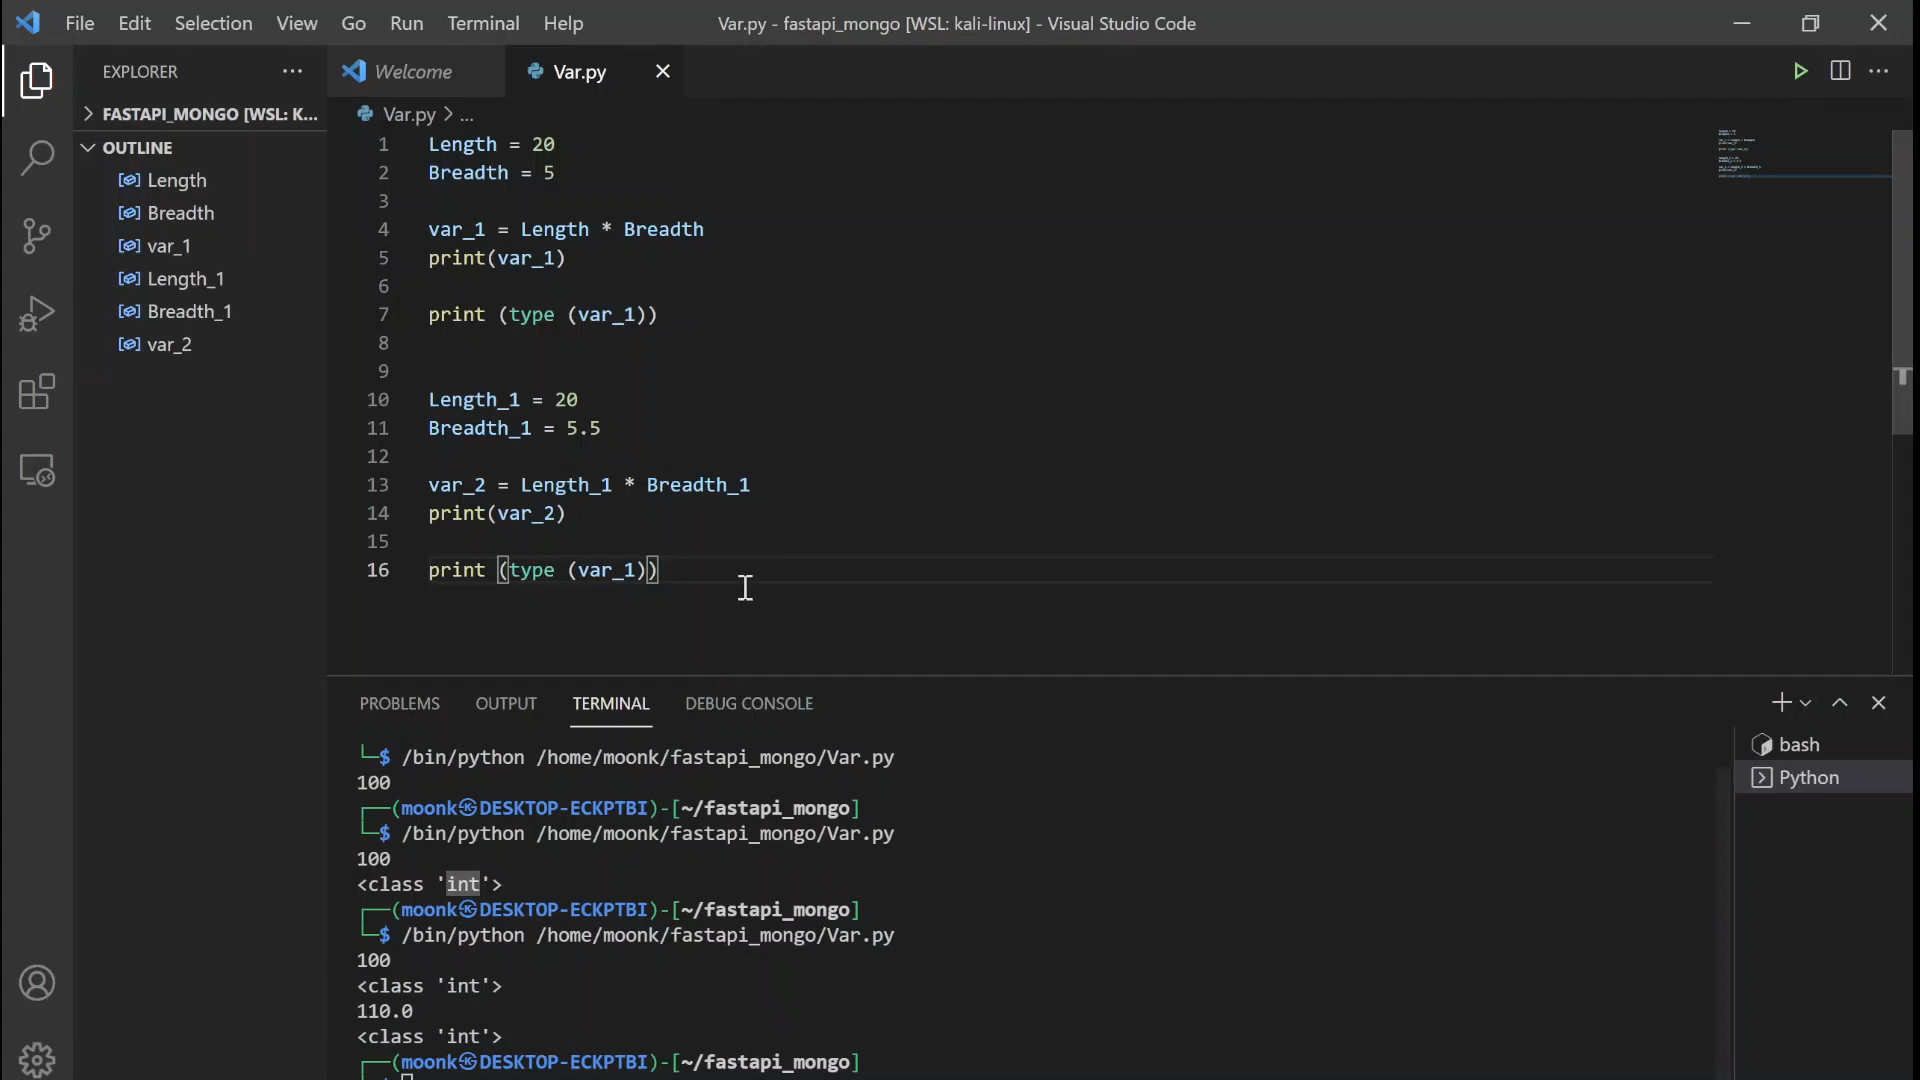 File Edit Selection View Go Run Terminal Help
Var.py - fastapi_mongo [WSL: kali-linux] - Visual Studio Code
EXPLORER
Welcome
Var.py
FASTAPI_MONGO [WSL: K...
Var.py > ...
OUTLINE
Length
Breadth
var_1
Length_1
Breadth_1
var_2
1 Length = 20
2 Breadth = 5
3
4 var_1 = Length * Breadth
5 print(var_1)
6
7 print (type (var_1))
8
9
10 Length_1 = 20
11 Breadth_1 = 5.5
12
13 var_2 = Length_1 * Breadth_1
14 print(var_2)
15
16 print (type (var_1))
PROBLEMS OUTPUT TERMINAL DEBUG CONSOLE
bash
Python
└─$ /bin/python /home/moonk/fastapi_mongo/Var.py
100
┌──(moonk㉿DESKTOP-ECKPTBI)-[~/fastapi_mongo]
└─$ /bin/python /home/moonk/fastapi_mongo/Var.py
100
<class 'int'>
┌──(moonk㉿DESKTOP-ECKPTBI)-[~/fastapi_mongo]
└─$ /bin/python /home/moonk/fastapi_mongo/Var.py
100
<class 'int'>
110.0
<class 'int'>
┌──(moonk㉿DESKTOP-ECKPTBI)-[~/fastapi_mongo]